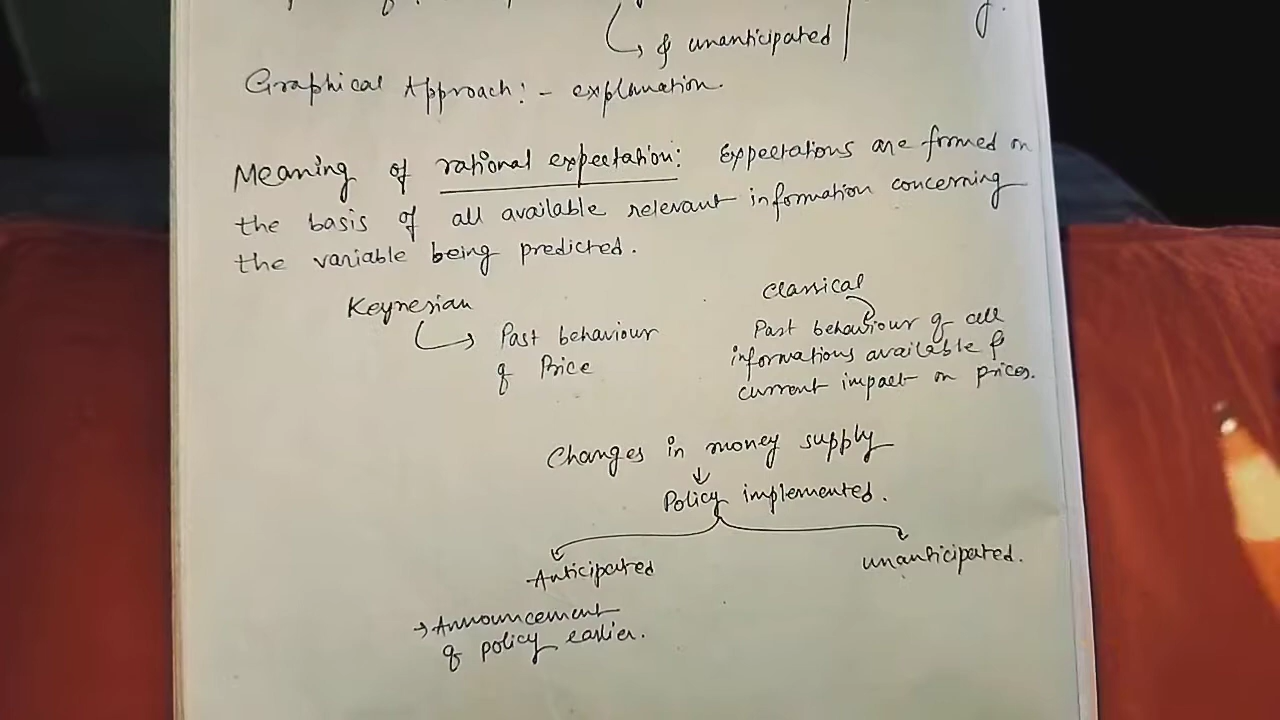 & unanticipated
Graphical Approach:- explanation.
Meaning of rational expectation: Expectations are formed on
the basis of all available relevant information concerning
the variable being predicted.
Keynesian
Past behaviour
of Price
Classical
Past behaviour of all
informations available &
current impact on prices.
Changes in money supply
Policy implemented.
Anticipated
unanticipated.
→ Announcement
of policy earlier.